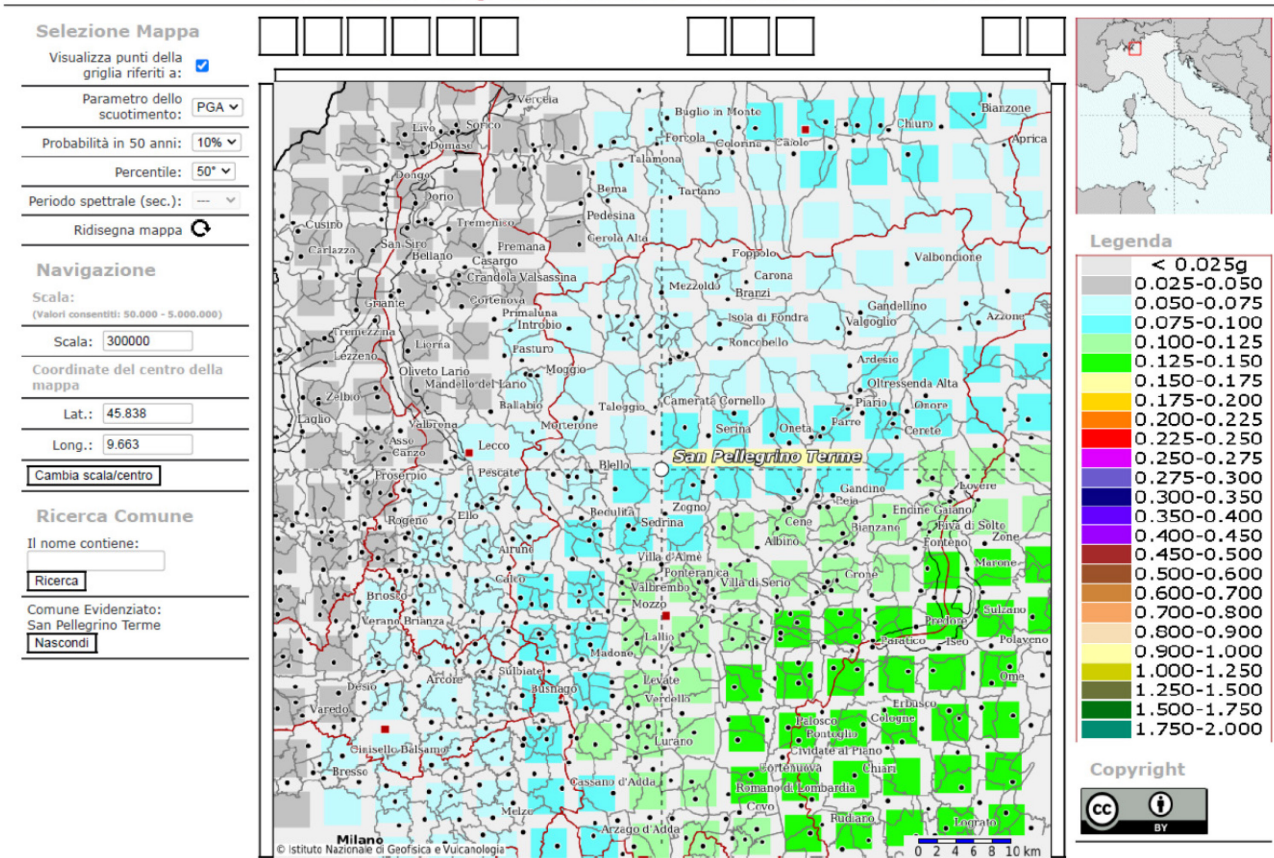 Selezione Mappa
Visualizza punti della
griglia riferiti a:
Parametro dello
scuotimento:
PGA
Probabilità in 50 anni:
10%
Percentile:
50°
Periodo spettrale (sec.):
---
Ridisegna mappa
Navigazione
Scala:
(Valori consentiti: 50.000 - 5.000.000)
Scala:
300000
Coordinate del centro della
mappa
Lat.:
45.838
Long.:
9.663
Cambia scala/centro
Ricerca Comune
Il nome contiene:
Ricerca
Comune Evidenziato:
San Pellegrino Terme
Nascondi
Verceia
Buglio in Monte
Bianzone
Livo
Sorico
Chiuro
Domaso
Forcola
Colorina
Caiolo
Aprica
Talamona
Dongo
Dorio
Bema
Tartano
Pedesina
Cusino
Tremenico
Gerola Alta
Carlazzo
San Siro
Premana
Bellano
Foppolo
Valbondione
Casargo
Crandola Valsassina
Carona
Mezzoldo
Branzi
Griante
Cortenova
Gandellino
Primaluna
Isola di Fondra
Azzone
Introbio
Valgoglio
Tremezzina
Lierna
Roncobello
Lezzeno
Pasturo
Ardesio
Oliveto Lario
Moggio
Mandello del Lario
Oltressenda Alta
Zelbio
Ballabio
Taleggio
Camerata Cornello
Piario
Onore
Laglio
Valbrona
Morterone
Serina
Oneta
Parre
Cerete
Asso
Canzo
Lecco
San Pellegrino Terme
Proserpio
Pescate
Blello
Gandino
Lovere
Leja
Rogeno
Ello
Bedulita
Zogno
Endine Gaiano
Sedrina
Cene
Bianzano
Riva di Solto
Albino
Fonteno
Zone
Airuno
Villa d'Almè
Marone
Calco
Ponteranica
Grone
Valbrembo
Villa di Serio
Briosco
Mozzo
Sulzano
Verano Brianza
Predore
Lallio
Paratico
Iseo
Polaveno
Madone
Sulbiate
Ome
Arcore
Levate
Desio
Busnago
Verdello
Varedo
Erbusco
Palosco
Cologne
Pontoglio
Cinisello Balsamo
Lurano
Cividate al Piano
Bresso
Cortenuova
Chiari
Cassano d'Adda
Romano di Lombardia
Melzo
Covo
Rudiano
Lograto
Milano
Arzago d'Adda
© Istituto Nazionale di Geofisica e Vulcanologia
0 2 4 6 8 10 km
Legenda
< 0.025g
0.025-0.050
0.050-0.075
0.075-0.100
0.100-0.125
0.125-0.150
0.150-0.175
0.175-0.200
0.200-0.225
0.225-0.250
0.250-0.275
0.275-0.300
0.300-0.350
0.350-0.400
0.400-0.450
0.450-0.500
0.500-0.600
0.600-0.700
0.700-0.800
0.800-0.900
0.900-1.000
1.000-1.250
1.250-1.500
1.500-1.750
1.750-2.000
Copyright
cc
BY